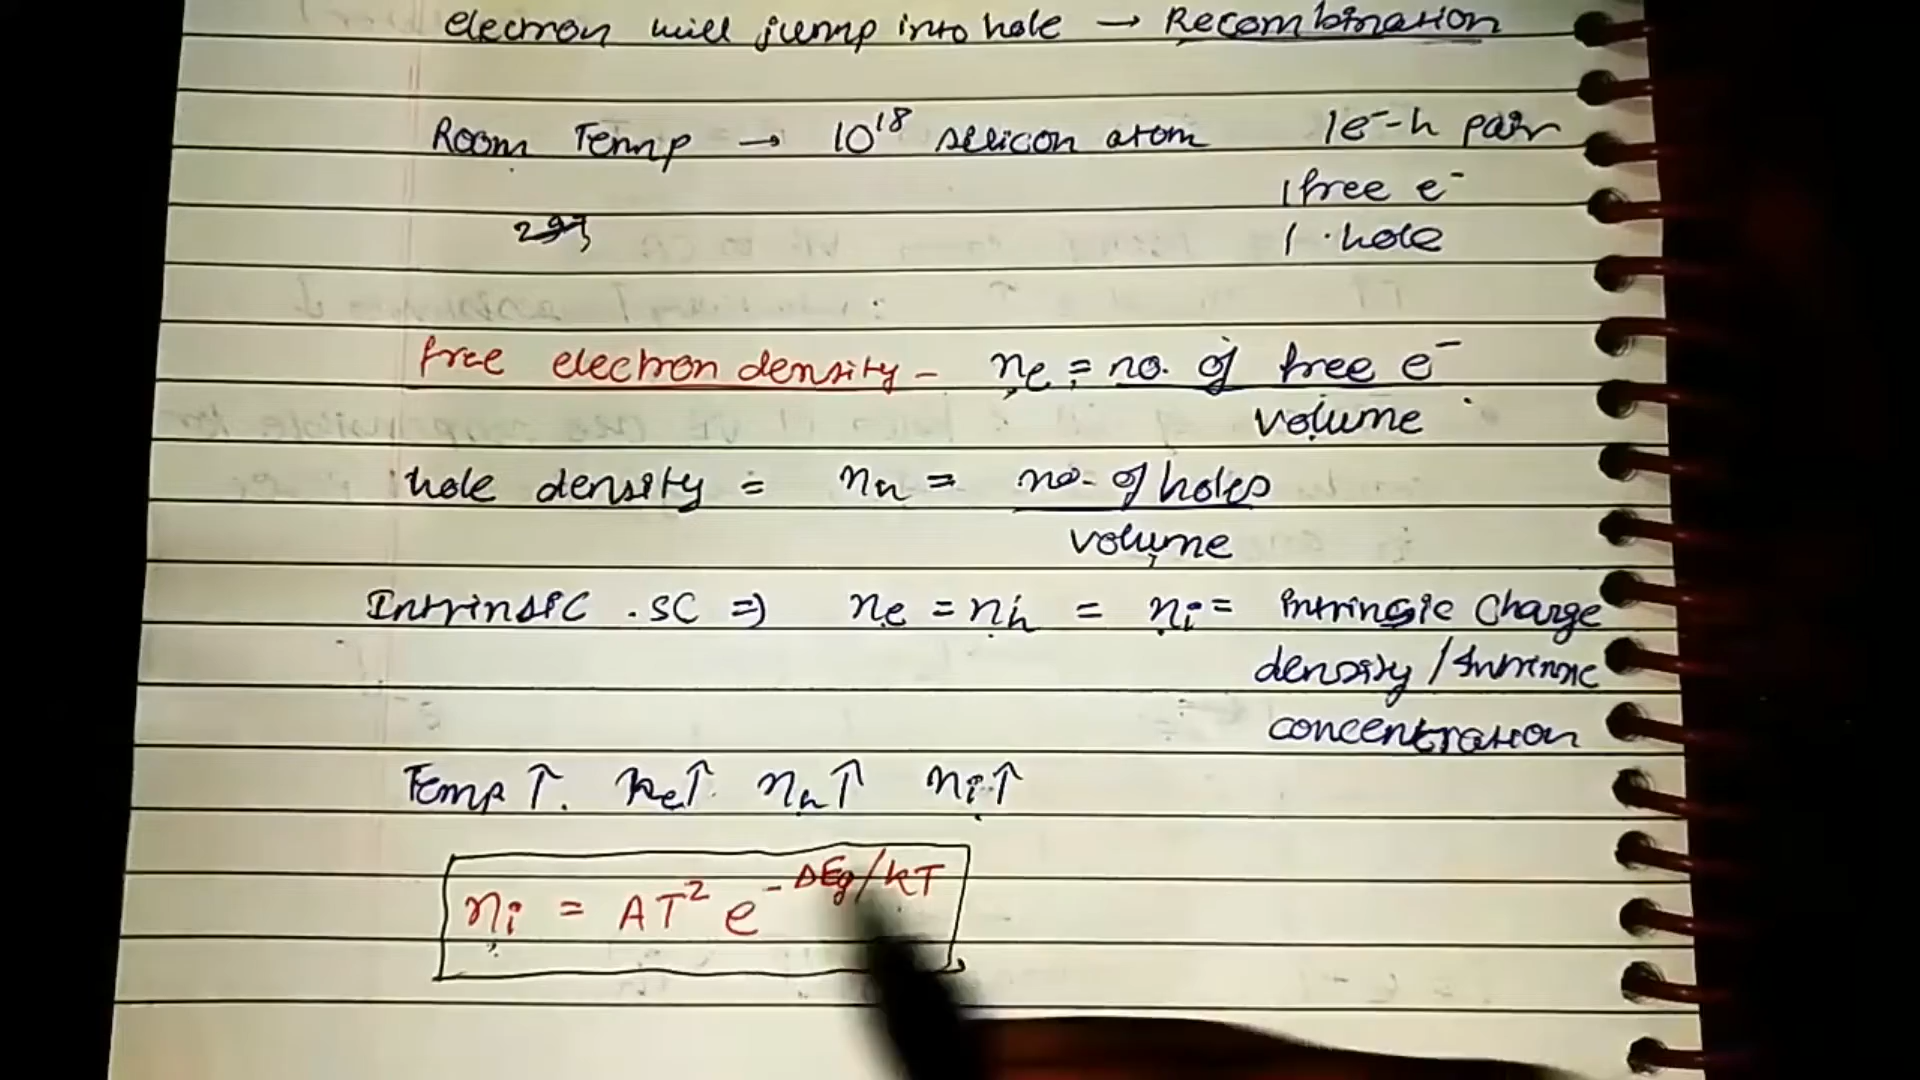 electron will jump into hole → Recombination
Room Temp → 10¹⁸ silicon atom 1e⁻-h pair
1 free e⁻
297 1 hole
free electron density - nₑ = no. of free e⁻
volume
hole density = nₕ = no. of holes
volume
Intrinsic . SC ⇒ nₑ = nₕ = nᵢ = intrinsic charge
density / Intrinsic
concentration
Temp ↑. nₑ↑ nₕ↑ nᵢ↑
nᵢ = AT² e^-ΔEg/kT